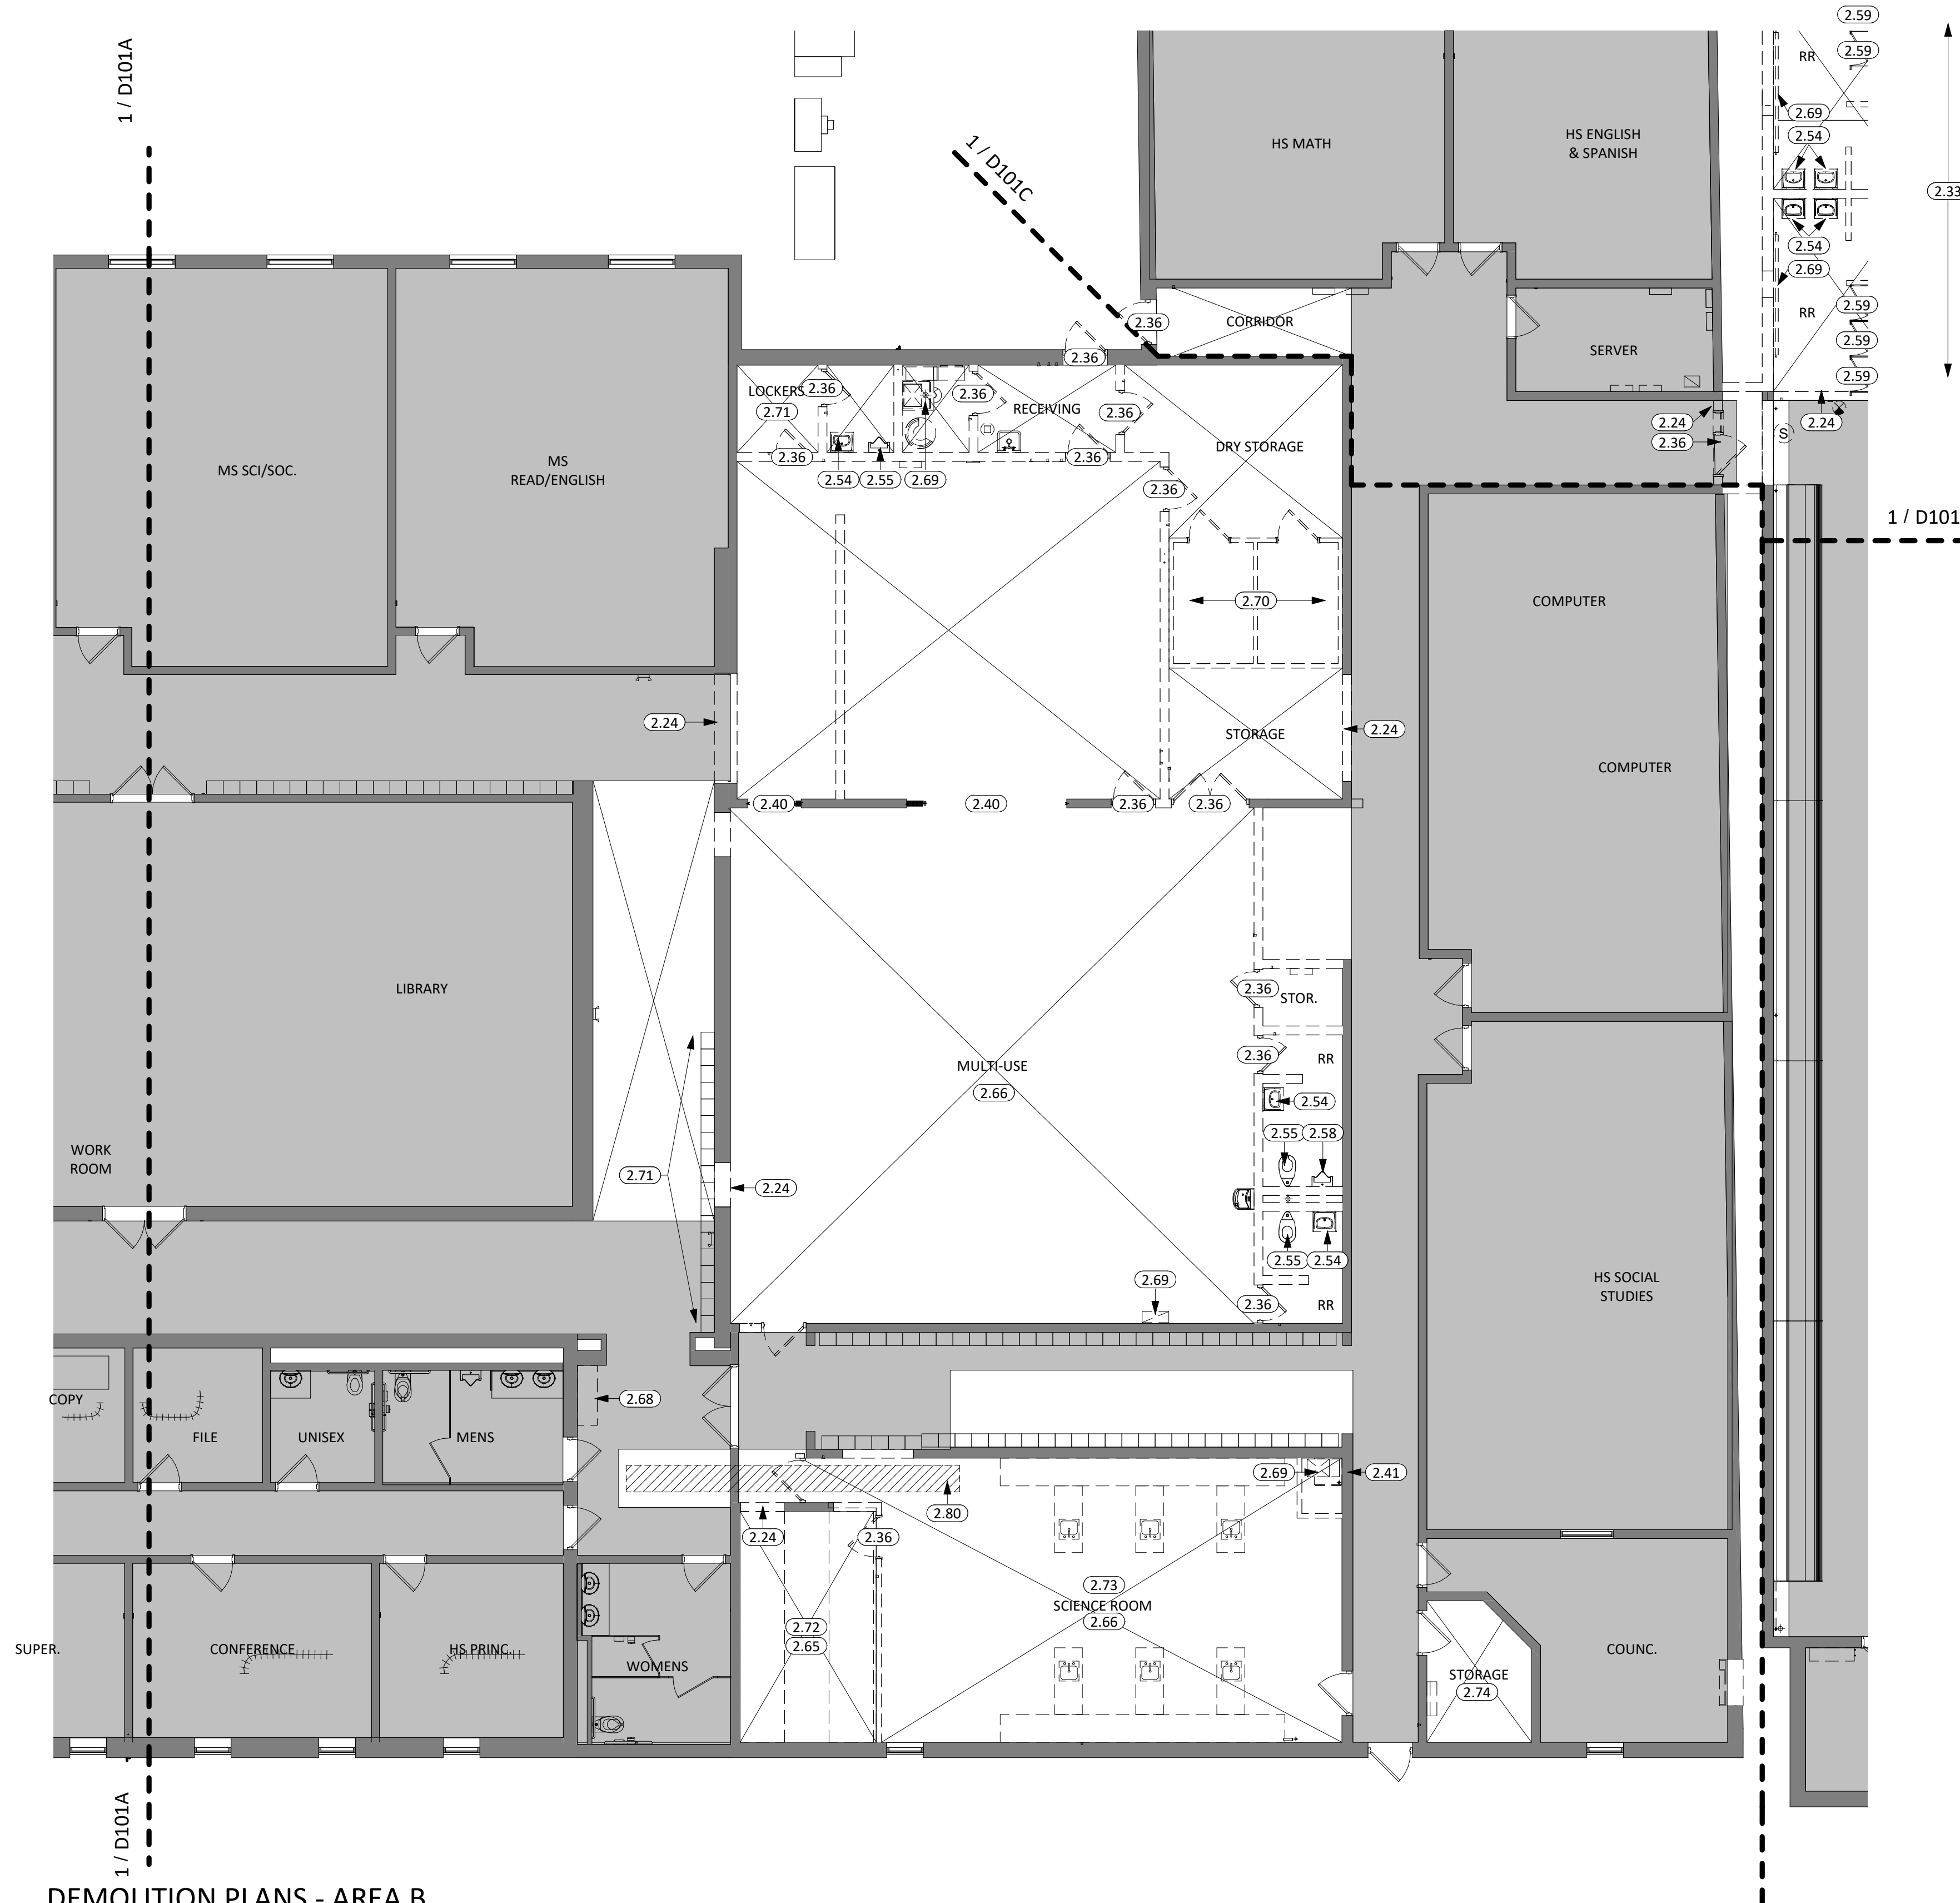 2.59
1 / D101A
2.59
RR
2.69
2.54
HS MATH
HS ENGLISH
& SPANISH
1 / D101C
2.33
2.54
2.69
2.59
RR
2.36
CORRIDOR
2.59
SERVER
2.36
2.59
LOCKERS
2.36
2.36
RECEIVING
2.71
2.36
2.24
2.24
2.36
S
DRY STORAGE
2.36
2.36
MS SCI/SOC.
MS
READ/ENGLISH
2.54
2.55
2.69
2.36
1 / D101
2.70
COMPUTER
2.24
2.24
STORAGE
COMPUTER
2.40
2.40
2.36
2.36
LIBRARY
2.36
STOR.
2.36
RR
MULTI-USE
2.66
2.54
2.55
2.58
WORK
ROOM
2.71
2.24
2.55
2.54
HS SOCIAL
STUDIES
2.69
2.36
RR
COPY
2.68
FILE
UNISEX
MENS
2.69
2.41
2.80
2.24
2.36
2.73
SCIENCE ROOM
2.66
2.72
2.65
SUPER.
CONFERENCE
HS PRINC.
WOMENS
COUNC.
STORAGE
2.74
1 / D101A
DEMOLITION PLANS - AREA B